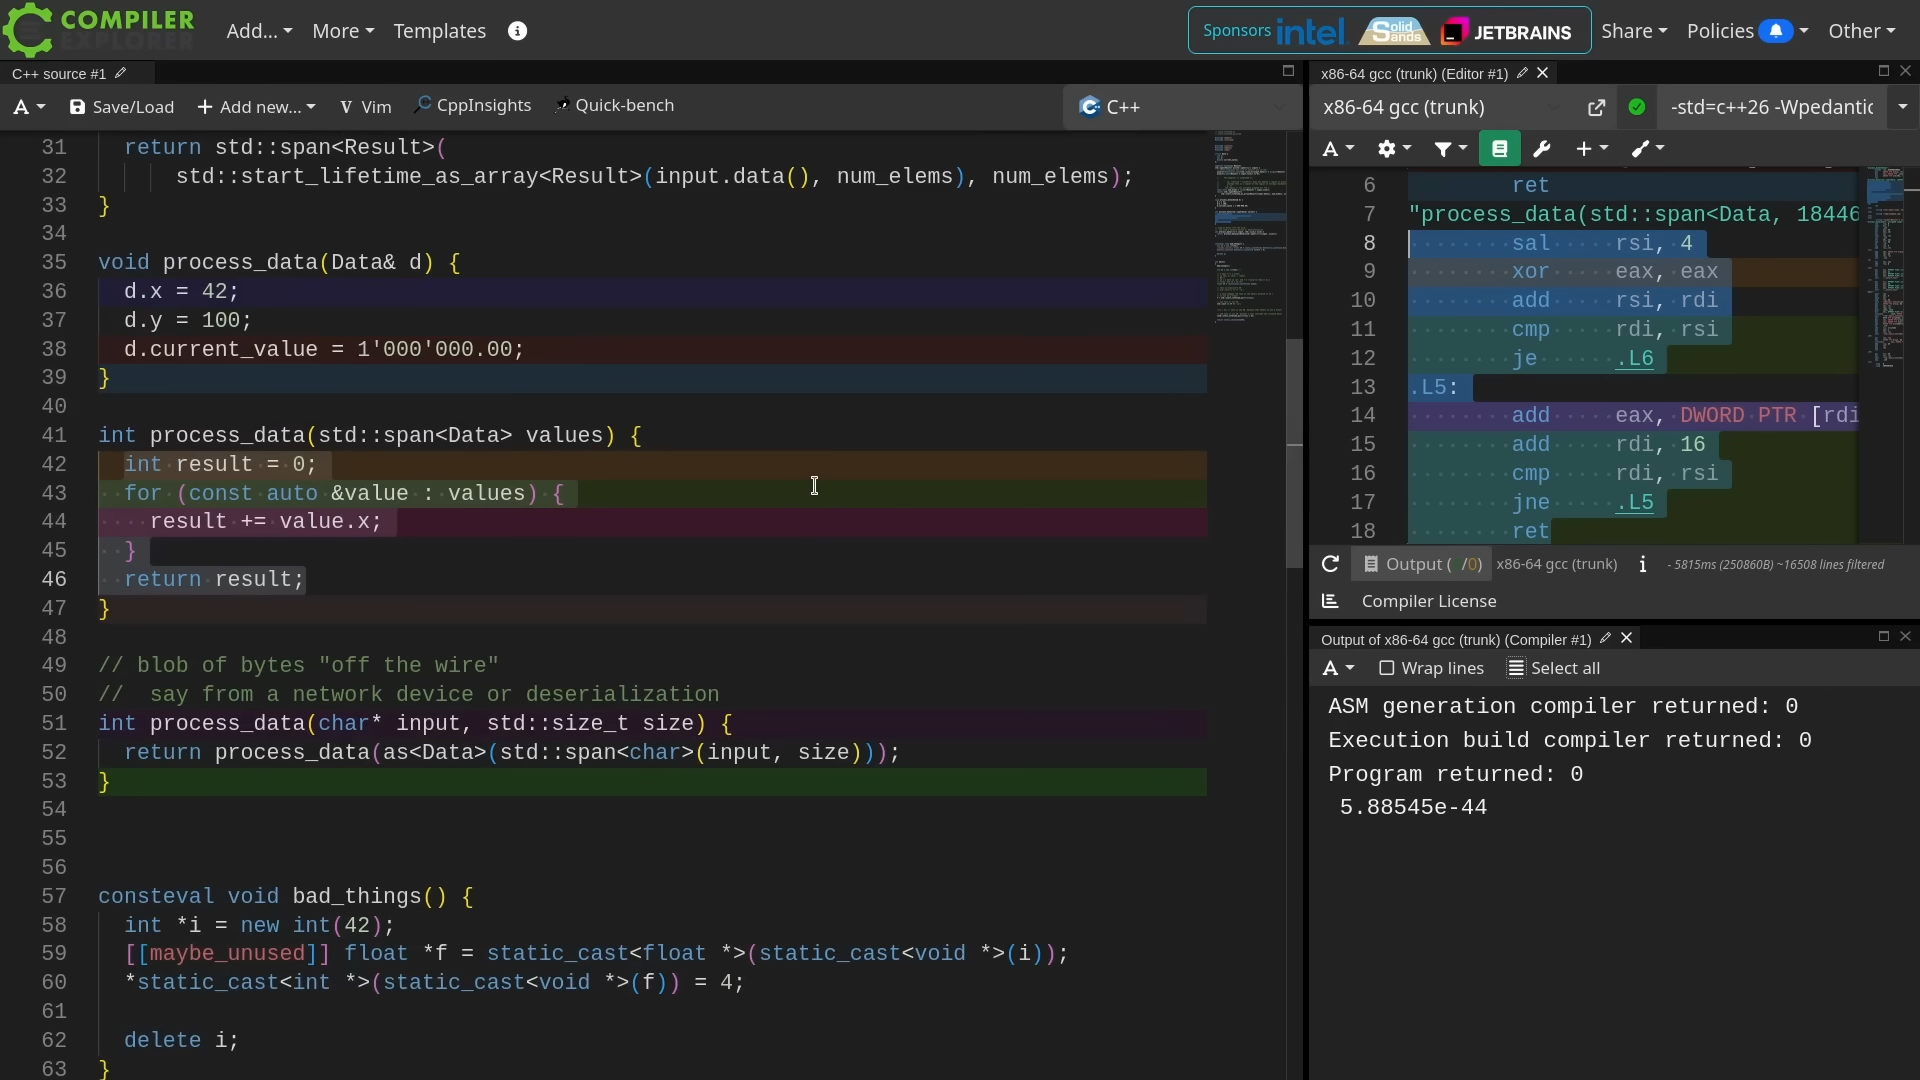 COMPILER
EXPLORER
Add...
More
Templates
Sponsors
intel
Solid
Sands
JETBRAINS
Share
Policies
Other
C++ source #1
A
Save/Load
+ Add new...
V Vim
CppInsights
Quick-bench
C++
31 return std::span<Result>(
32 std::start_lifetime_as_array<Result>(input.data(), num_elems), num_elems);
33 }
34
35 void process_data(Data& d) {
36 d.x = 42;
37 d.y = 100;
38 d.current_value = 1'000'000.00;
39 }
40
41 int process_data(std::span<Data> values) {
42 int result = 0;
43 for (const auto &value : values) {
44 result += value.x;
45 }
46 return result;
47 }
48
49 // blob of bytes "off the wire"
50 //  say from a network device or deserialization
51 int process_data(char* input, std::size_t size) {
52 return process_data(as<Data>(std::span<char>(input, size)));
53 }
54
55
56
57 consteval void bad_things() {
58 int *i = new int(42);
59 [[maybe_unused]] float *f = static_cast<float *>(static_cast<void *>(i));
60 *static_cast<int *>(static_cast<void *>(f)) = 4;
61
62 delete i;
63 }
x86-64 gcc (trunk) (Editor #1)
x86-64 gcc (trunk)
-std=c++26 -Wpedantic
A
6 ret
7 "process_data(std::span<Data, 18446
8 sal rsi, 4
9 xor eax, eax
10 add rsi, rdi
11 cmp rdi, rsi
12 je .L6
13 .L5:
14 add eax, DWORD PTR [rdi
15 add rdi, 16
16 cmp rdi, rsi
17 jne .L5
18 ret
Output ( /0) x86-64 gcc (trunk) i - 5815ms (250860B) ~16508 lines filtered
Compiler License
Output of x86-64 gcc (trunk) (Compiler #1)
A
Wrap lines
Select all
ASM generation compiler returned: 0
Execution build compiler returned: 0
Program returned: 0
5.88545e-44